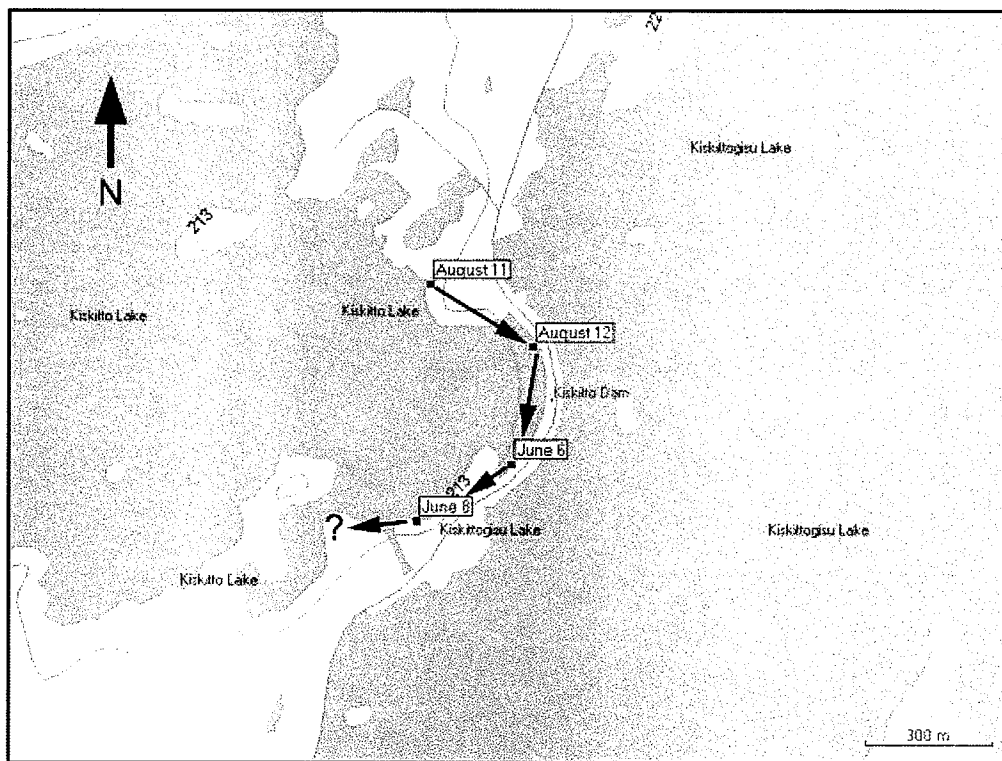 22
Kiskittogisu Lake
N
213
August 11
Kiskitto Lake
Kiskitto Lake
August 12
Kiskitto Dam
June 6
213
June 8
?
Kiskittogisu Lake
Kiskittogisu Lake
Kiskitto Lake
300 m